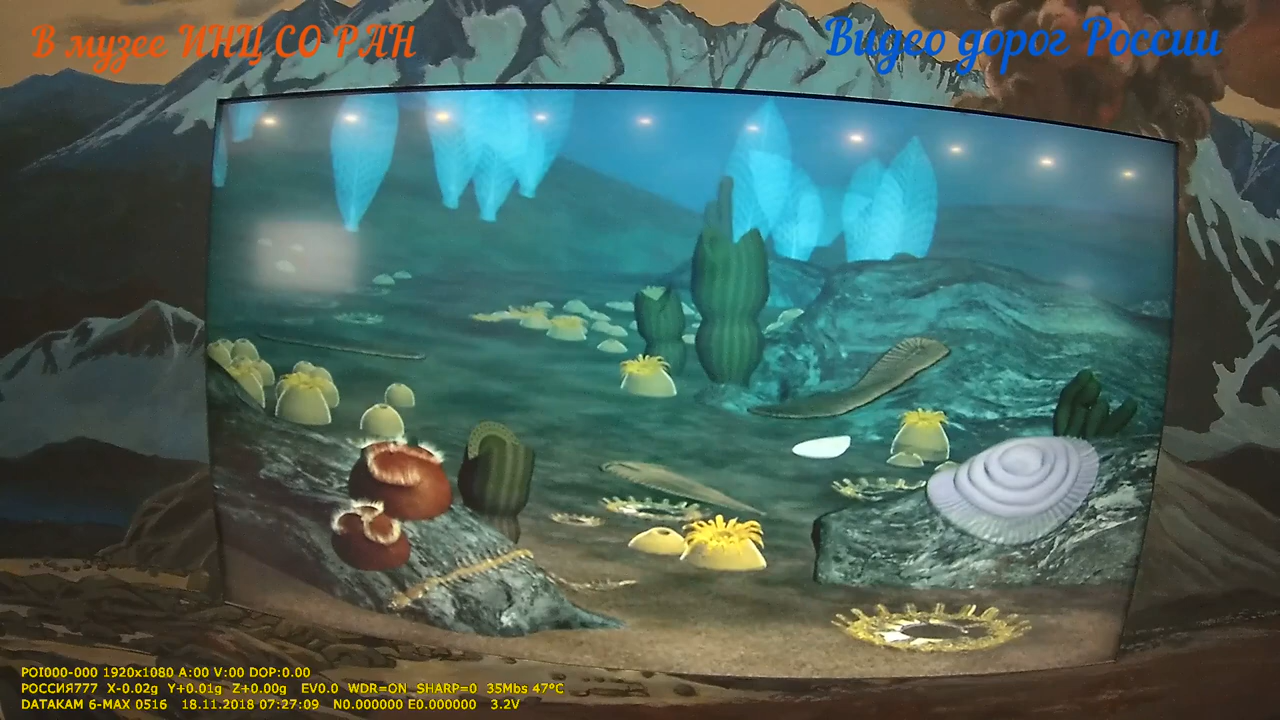 В музее ИНЦ СО РАН
Видео дорог России
POI000-000 1920x1080 A:00 V:00 DOP:0.00
РОССИЯ777 X-0.02g Y+0.01g Z+0.00g EV0.0 WDR=ON SHARP=0 35Mbs 47°C
DATAKAM 6-MAX 0516 18.11.2018 07:27:09 N0.000000 E0.000000 3.2V